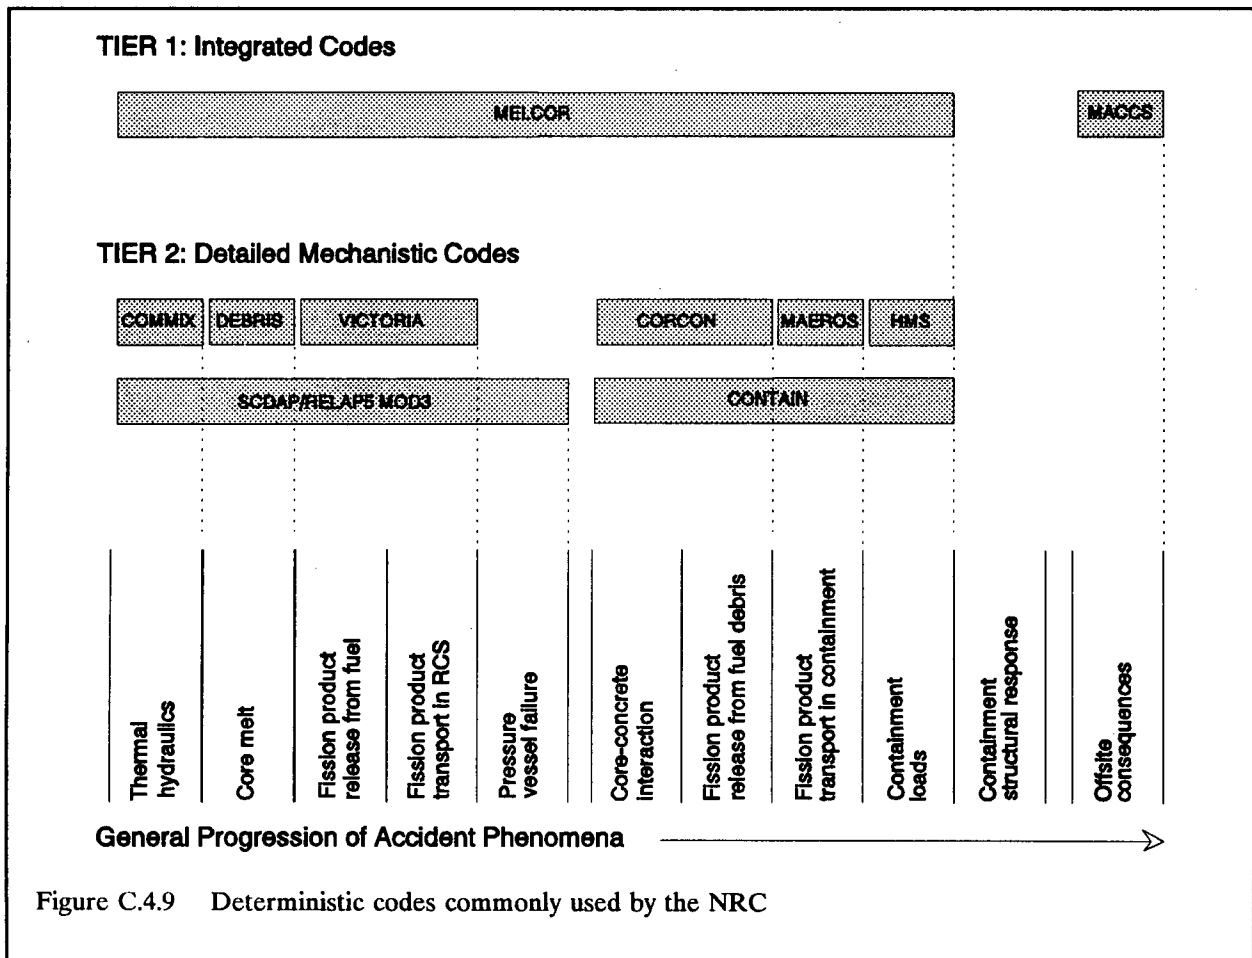 TIER 1: Integrated Codes
MELCOR
MACCS
TIER 2: Detailed Mechanistic Codes
COMMIX
DEBRIS
VICTORIA
CORCON
MAEROS
HMS
SCDAP/RELAP5 MOD3
CONTAIN
Thermal
hydraulics
Core melt
Fission product
release from fuel
Fission product
transport in RCS
Pressure
vessel failure
Core-concrete
interaction
Fission product
release from fuel debris
Fission product
transport in containment
Containment
loads
Containment
structural response
Offsite
consequences
General Progression of Accident Phenomena
Figure C.4.9 Deterministic codes commonly used by the NRC